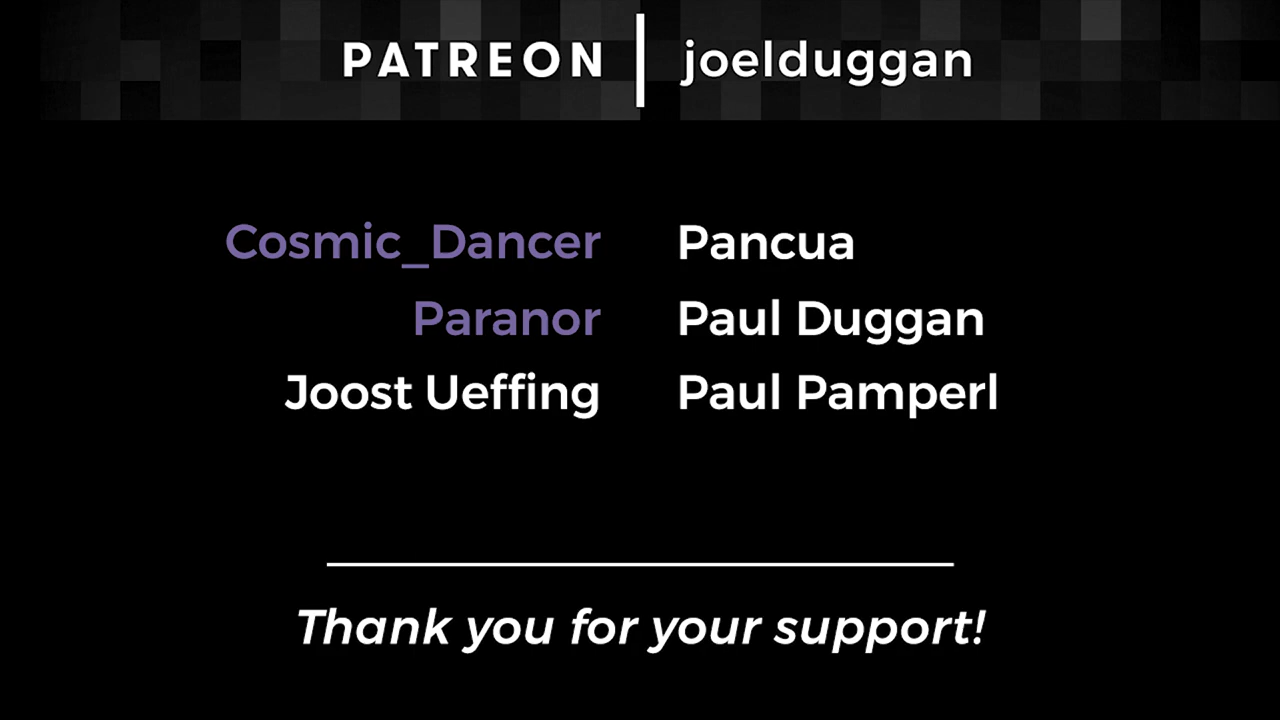 PATREON | joelduggan
Cosmic_Dancer
Paranor
Joost Ueffing
Pancua
Paul Duggan
Paul Pamperl
Thank you for your support!